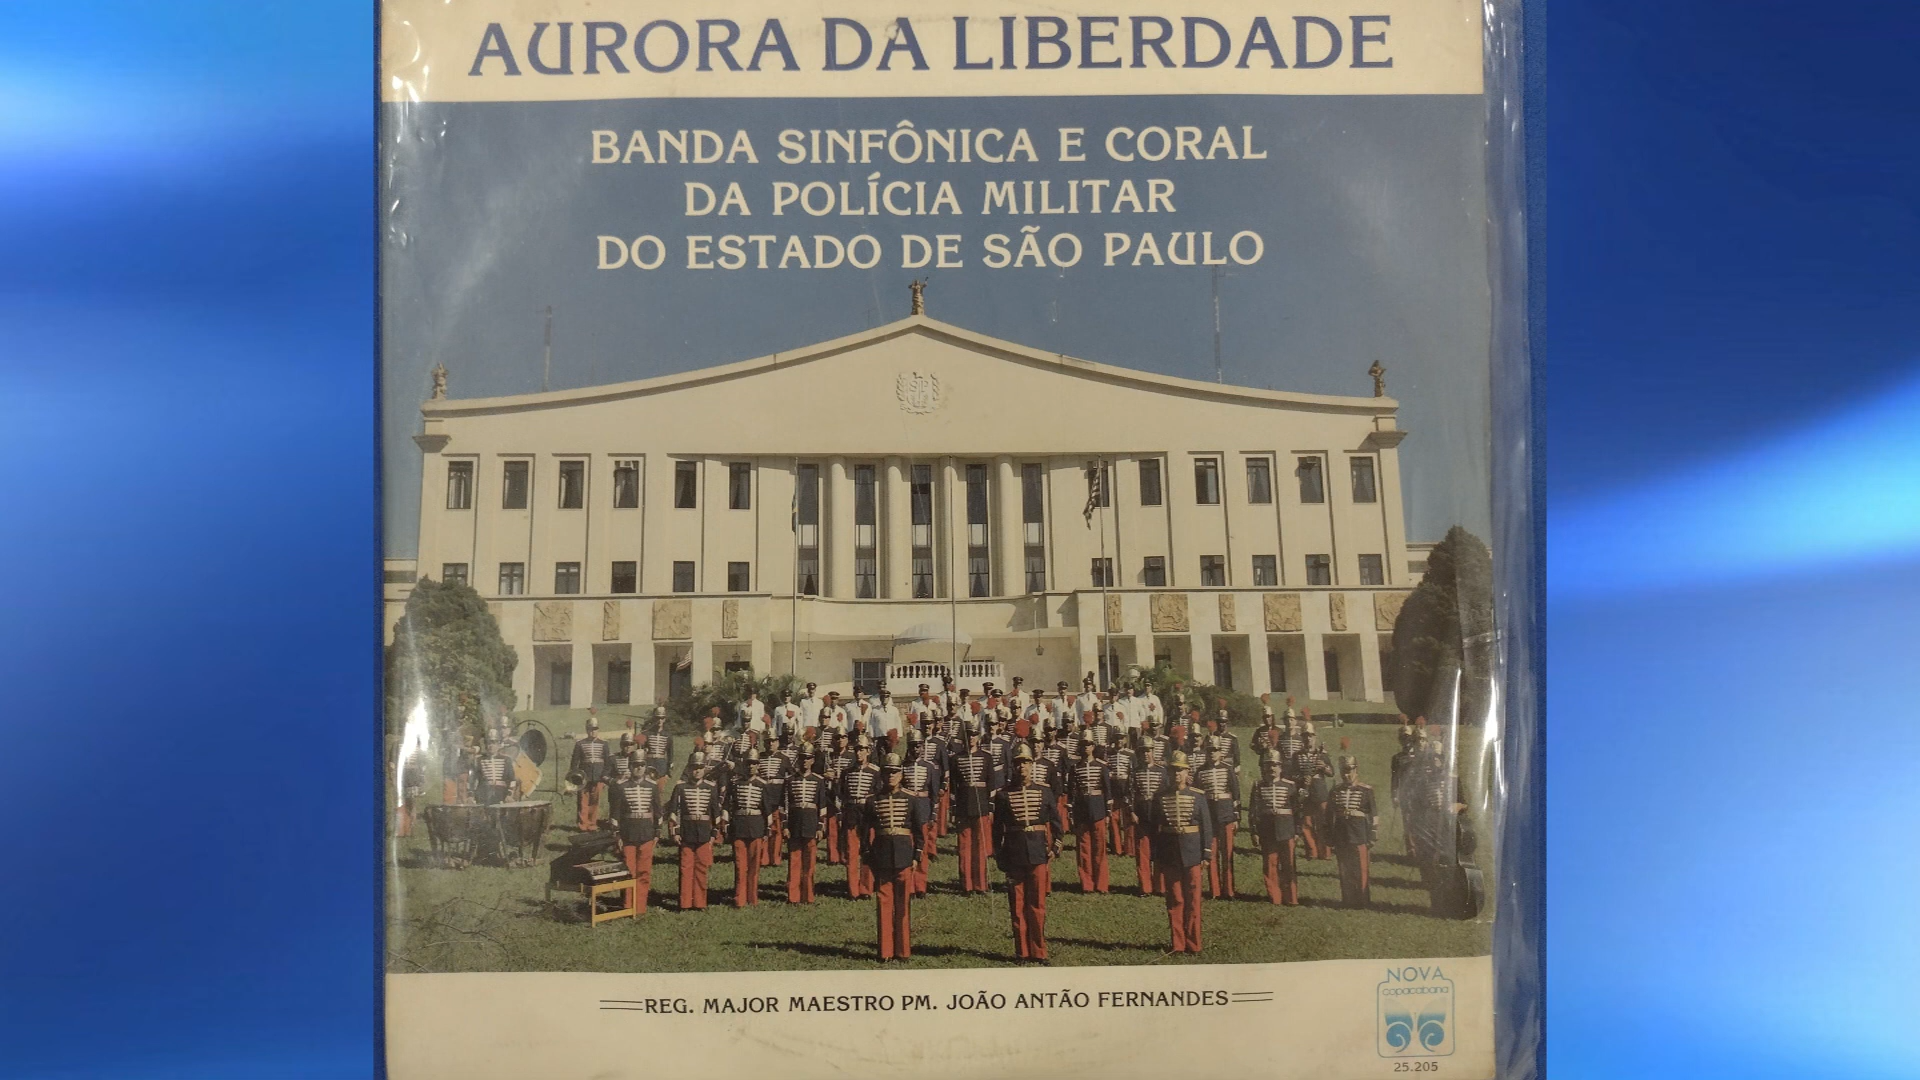 AURORA DA LIBERDADE
BANDA SINFÔNICA E CORAL
DA POLÍCIA MILITAR
DO ESTADO DE SÃO PAULO
REG. MAJOR MAESTRO PM. JOÃO ANTÃO FERNANDES
NOVA
copacabana
25.205